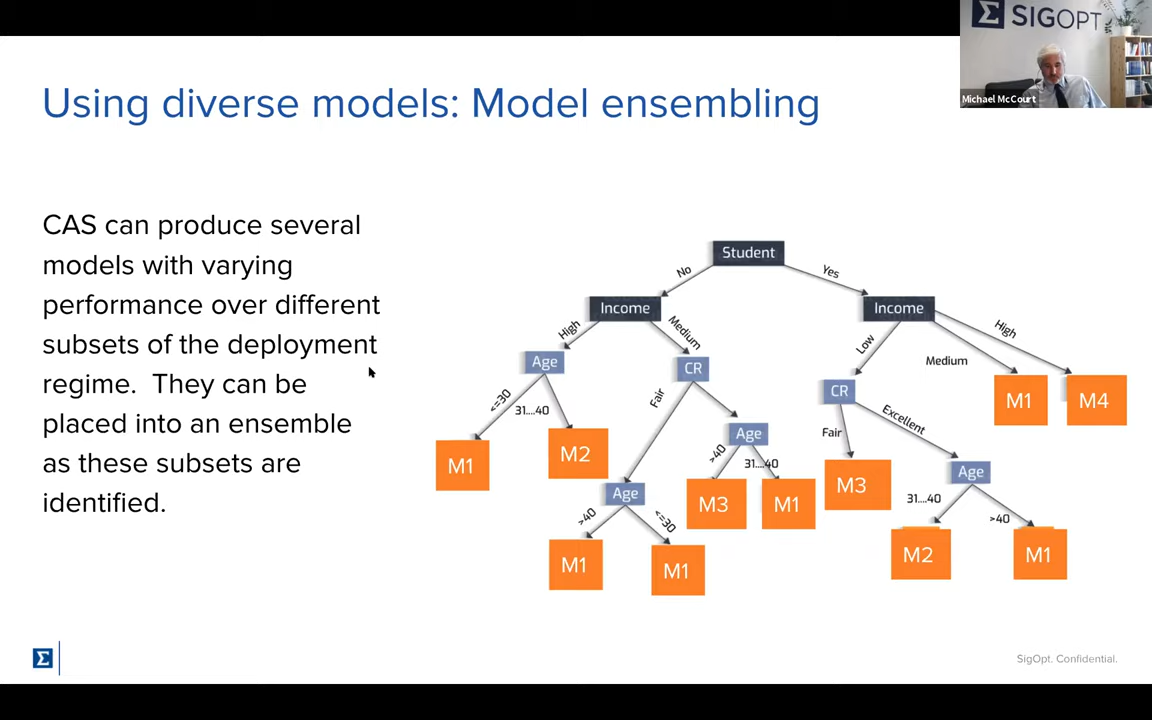 SIGOPT
Michael McCourt
Using diverse models: Model ensembling
CAS can produce several
models with varying
performance over different
subsets of the deployment
regime.  They can be
placed into an ensemble
as these subsets are
identified.
Student
No
Yes
Income
Income
High
Medium
Low
Medium
High
Age
CR
CR
M1
M4
<=30
31....40
Fair
Fair
Excellent
Age
M1
M2
>40
31....40
M3
Age
Age
M3
M1
31....40
>40
>40
<=30
M2
M1
M1
M1
Σ
SigOpt. Confidential.